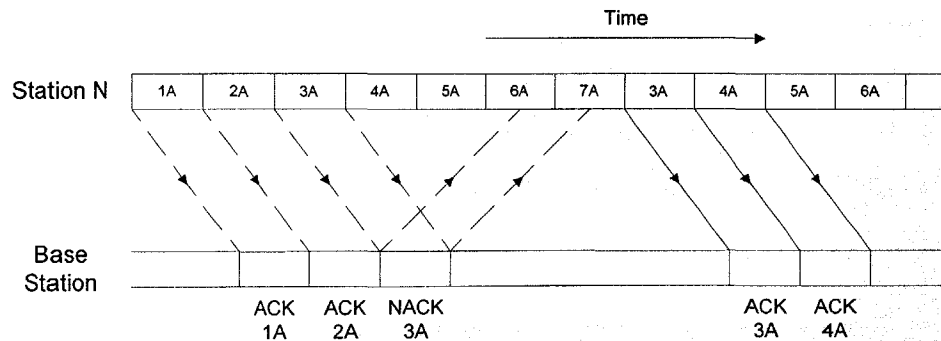 Time
Station N 1A 2A 3A 4A 5A 6A 7A 3A 4A 5A 6A
Base
Station
ACK ACK NACK ACK ACK
1A 2A 3A 3A 4A